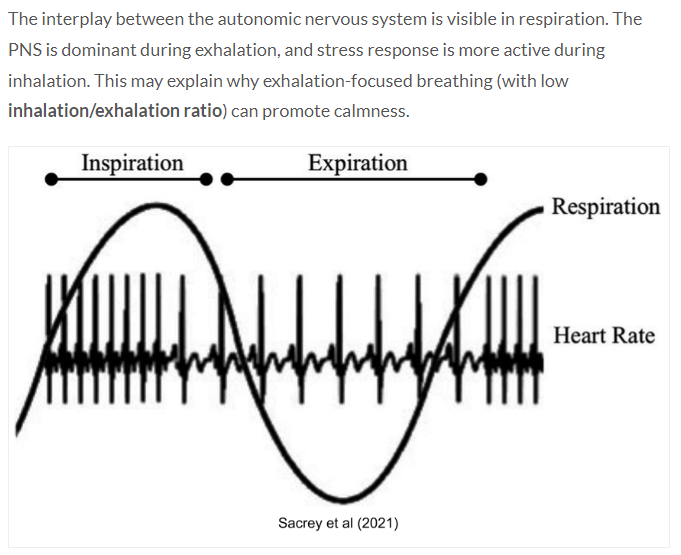 The interplay between the autonomic nervous system is visible in respiration. The
PNS is dominant during exhalation, and stress response is more active during
inhalation. This may explain why exhalation-focused breathing (with low
inhalation/exhalation ratio) can promote calmness.
Inspiration
Expiration
Respiration
Heart Rate
Sacrey et al (2021)